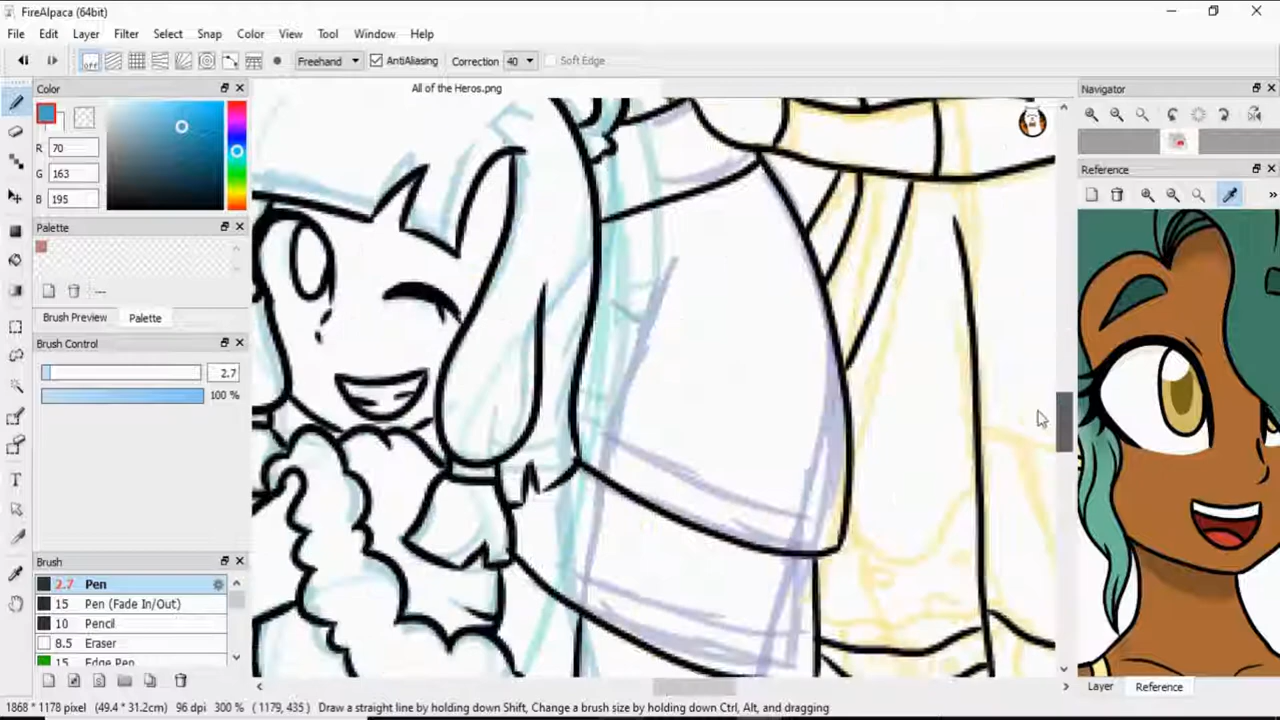 FireAlpaca (64bit)
File Edit Layer Filter Select Snap Color View Tool Window Help
off Freehand AntiAliasing Correction 40 Soft Edge
Color All of the Heros.png Navigator
R 70
G 163
B 195
Reference
Palette
Brush Preview Palette
Brush Control
2.7
100 %
Brush
2.7 Pen
15 Pen (Fade In/Out)
10 Pencil
8.5 Eraser
15 Edge Pen
Layer Reference
1868 * 1178 pixel (49.4 * 31.2cm) 96 dpi 300 % ( 1179, 435 ) Draw a straight line by holding down Shift, Change a brush size by holding down Ctrl, Alt, and dragging